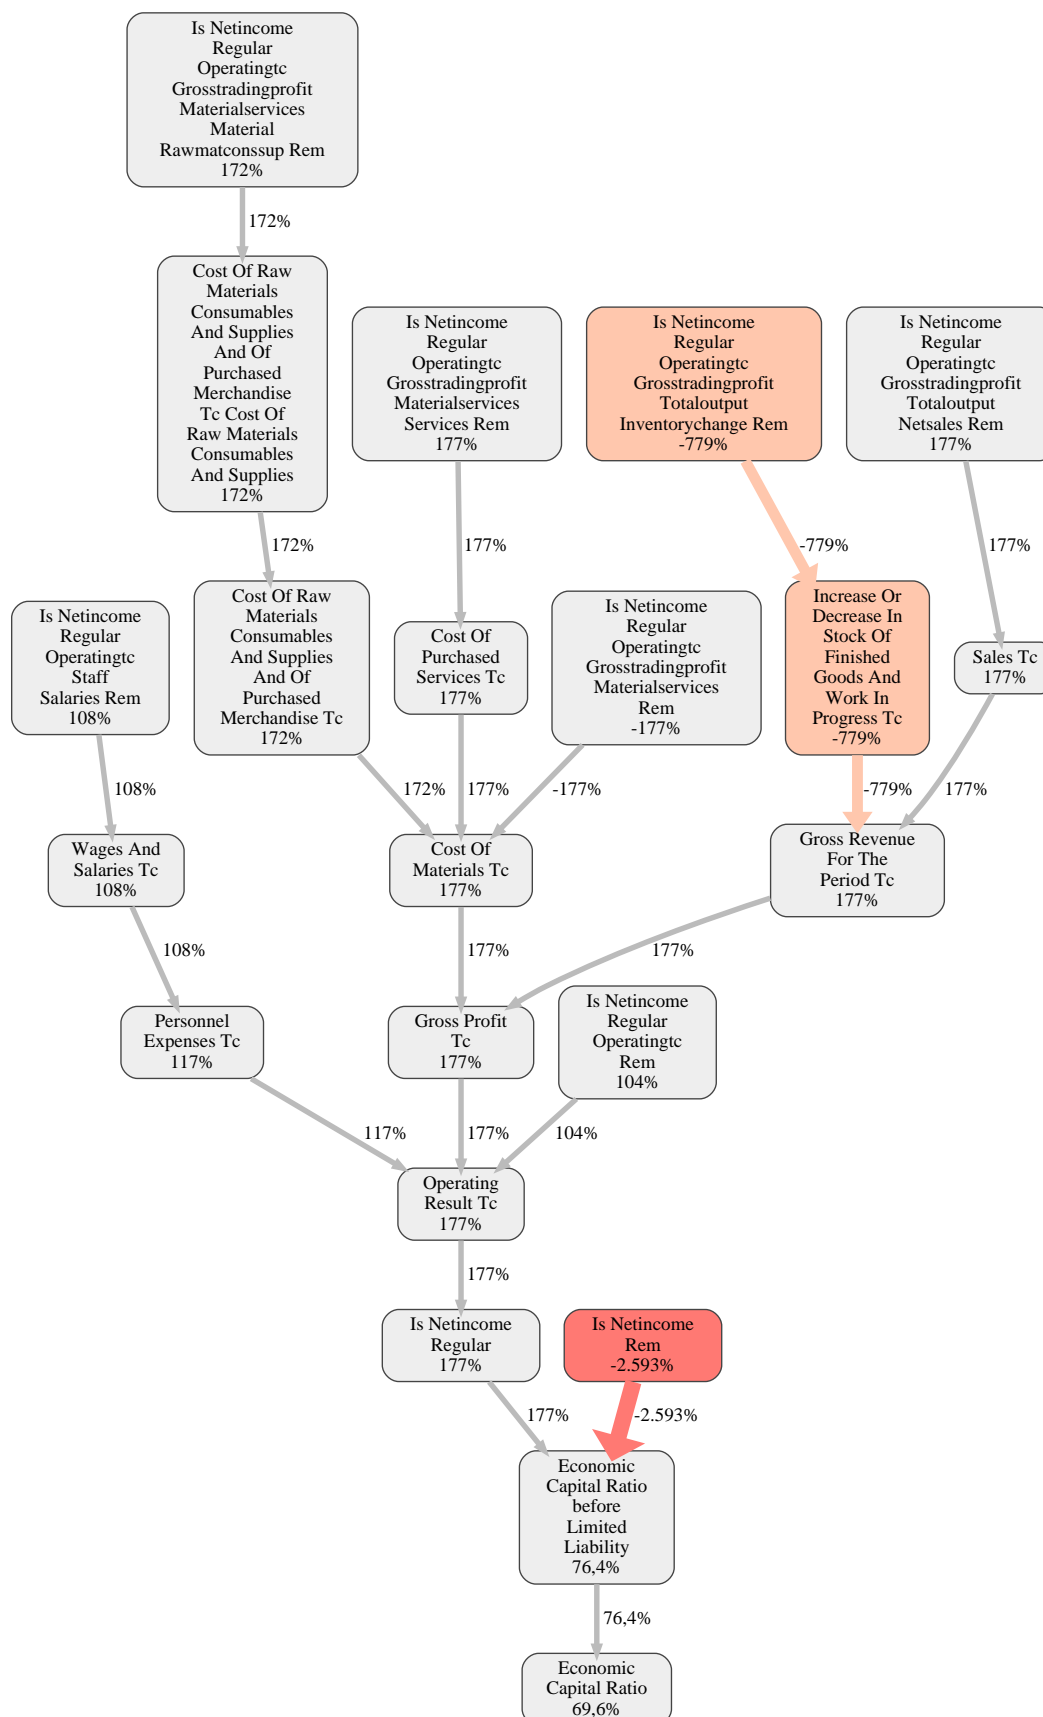 Is Netincome
Regular
Operatingtc
Grosstradingprofit
Materialservices
Material
Rawmatconssup Rem
172%
172%
Cost Of Raw
Materials
Consumables
And Supplies
And Of
Purchased
Merchandise
Tc Cost Of
Raw Materials
Consumables
And Supplies
172%
Is Netincome
Regular
Operatingtc
Grosstradingprofit
Materialservices
Services Rem
177%
Is Netincome
Regular
Operatingtc
Grosstradingprofit
Totaloutput
Inventorychange Rem
-779%
Is Netincome
Regular
Operatingtc
Grosstradingprofit
Totaloutput
Netsales Rem
177%
172%
177%
-779%
177%
Is Netincome
Regular
Operatingtc
Staff
Salaries Rem
108%
Cost Of Raw
Materials
Consumables
And Supplies
And Of
Purchased
Merchandise Tc
172%
Cost Of
Purchased
Services Tc
177%
Is Netincome
Regular
Operatingtc
Grosstradingprofit
Materialservices
Rem
-177%
Increase Or
Decrease In
Stock Of
Finished
Goods And
Work In
Progress Tc
-779%
Sales Tc
177%
108%
172%
177%
-177%
-779%
177%
Wages And
Salaries Tc
108%
Cost Of
Materials Tc
177%
Gross Revenue
For The
Period Tc
177%
108%
177%
177%
Personnel
Expenses Tc
117%
Gross Profit
Tc
177%
Is Netincome
Regular
Operatingtc
Rem
104%
117%
177%
104%
Operating
Result Tc
177%
177%
Is Netincome
Regular
177%
Is Netincome
Rem
-2.593%
177%
-2.593%
Economic
Capital Ratio
before
Limited
Liability
76,4%
76,4%
Economic
Capital Ratio
69,6%